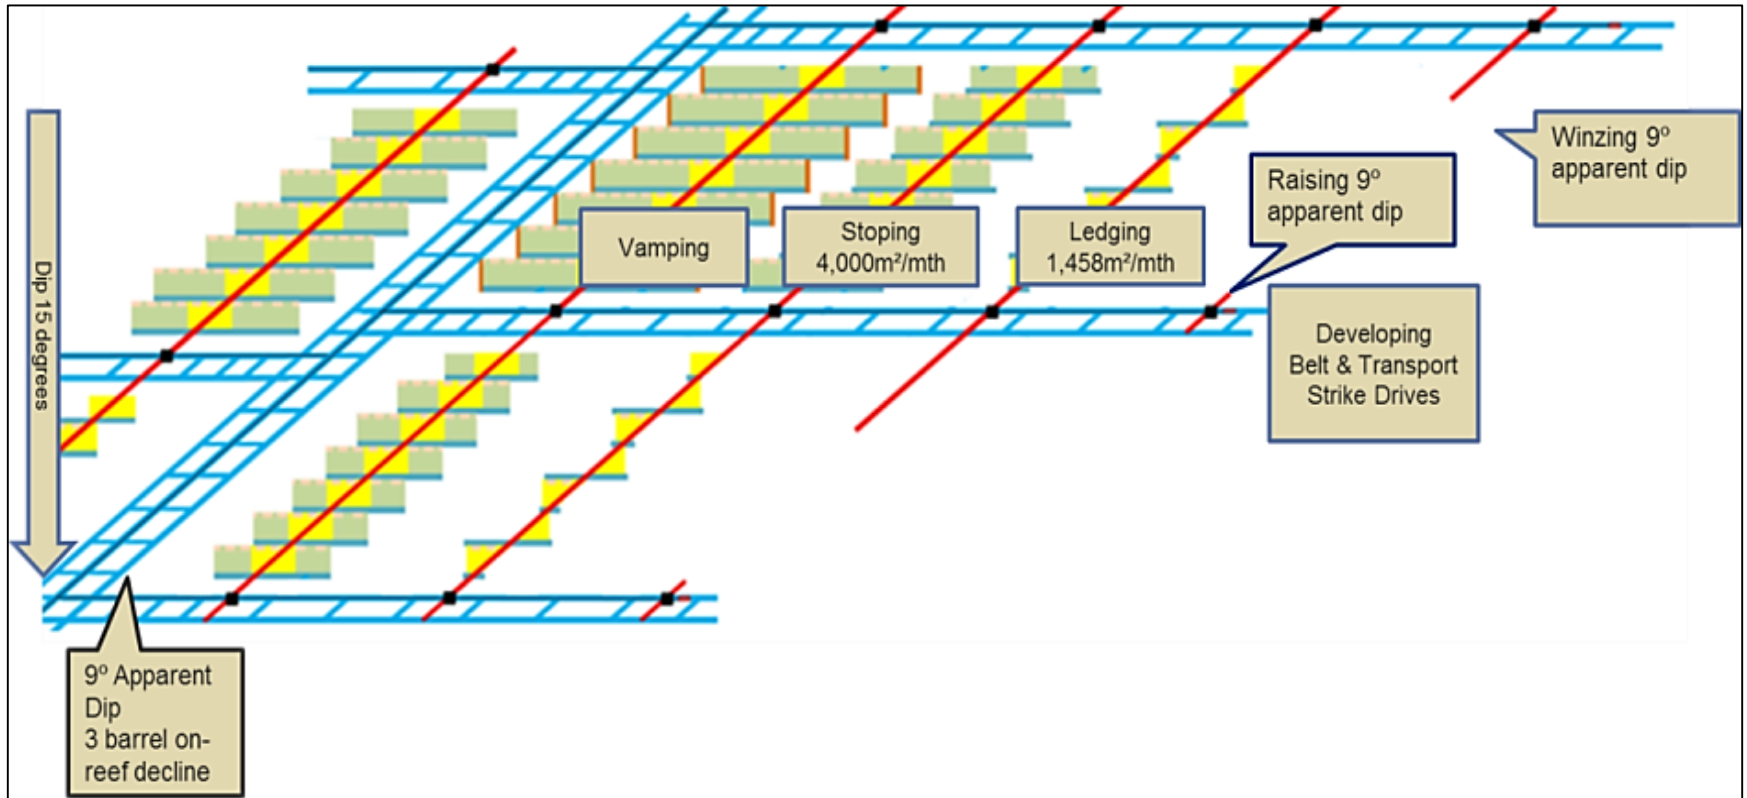 Winzing 9º
apparent dip
Raising 9º
apparent dip
Vamping
Stoping
4,000m²/mth
Ledging
1,458m²/mth
Dip 15 degrees
Developing
Belt & Transport
Strike Drives
9º Apparent
Dip
3 barrel on-
reef decline